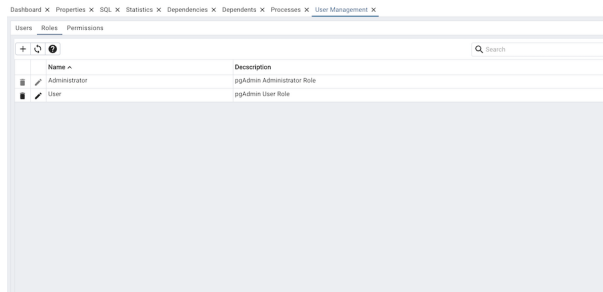 Dashboard X Properties X SQL X Statistics X Dependencies X Dependents X Processes X User Management X
Users Roles Permissions
Search
Name Decscription
Administrator pgAdmin Administrator Role
User pgAdmin User Role